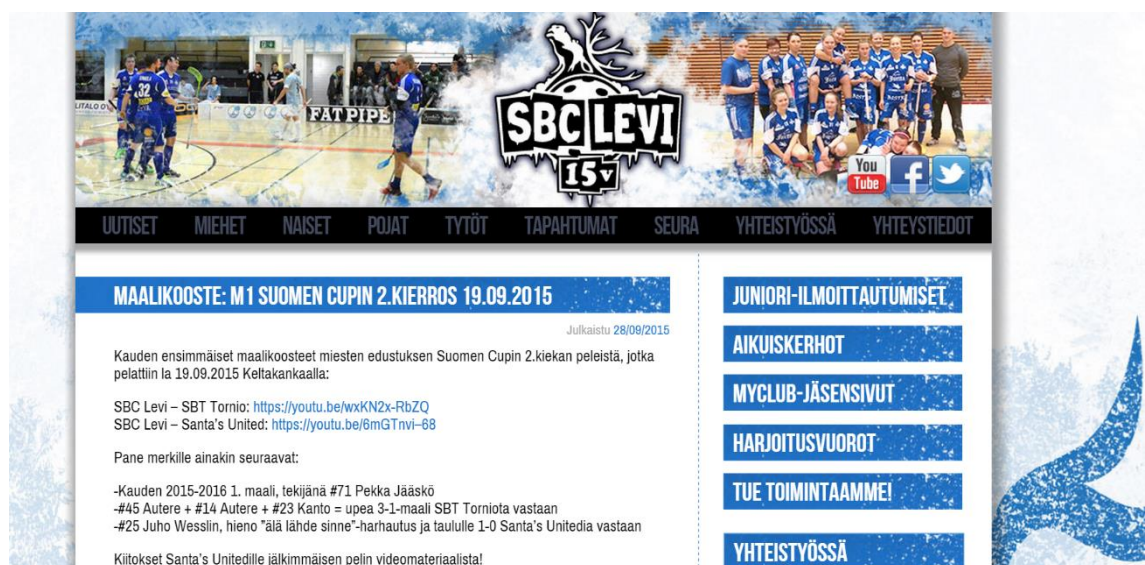 ITALO O
32
FAT PIPE
SBC LEVI
15v
You
Tube
UUTISET MIEHET NAISET POJAT TYTÖT TAPAHTUMAT SEURA YHTEISTYÖSSÄ YHTEYSTIEDOT
MAALIKOOSTE: M1 SUOMEN CUPIN 2.KIERROS 19.09.2015
Julkaistu 28/09/2015
Kauden ensimmäiset maalikoosteet miesten edustuksen Suomen Cupin 2.kiekan peleistä, jotka
pelattiin la 19.09.2015 Keltakankaalla:
SBC Levi – SBT Tornio: https://youtu.be/wxKN2x-RbZQ
SBC Levi – Santa's United: https://youtu.be/6mGTnvi–68
Pane merkille ainakin seuraavat:
-Kauden 2015-2016 1. maali, tekijänä #71 Pekka Jääskö
-#45 Autere + #14 Autere + #23 Kanto = upea 3-1-maali SBT Torniota vastaan
-#25 Juho Wesslin, hieno "älä lähde sinne"-harhautus ja taululle 1-0 Santa's Unitedia vastaan
Kiitokset Santa's Unitedille jälkimmäisen pelin videomateriaalista!
JUNIORI-ILMOITTAUTUMISET
AIKUISKERHOT
MYCLUB-JÄSENSIVUT
HARJOITUSVUOROT
TUE TOIMINTAAMME!
YHTEISTYÖSSÄ